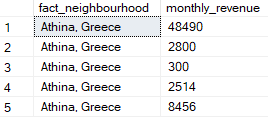 fact_neighbourhood monthly_revenue
1 Athina, Greece 48490
2 Athina, Greece 2800
3 Athina, Greece 300
4 Athina, Greece 2514
5 Athina, Greece 8456